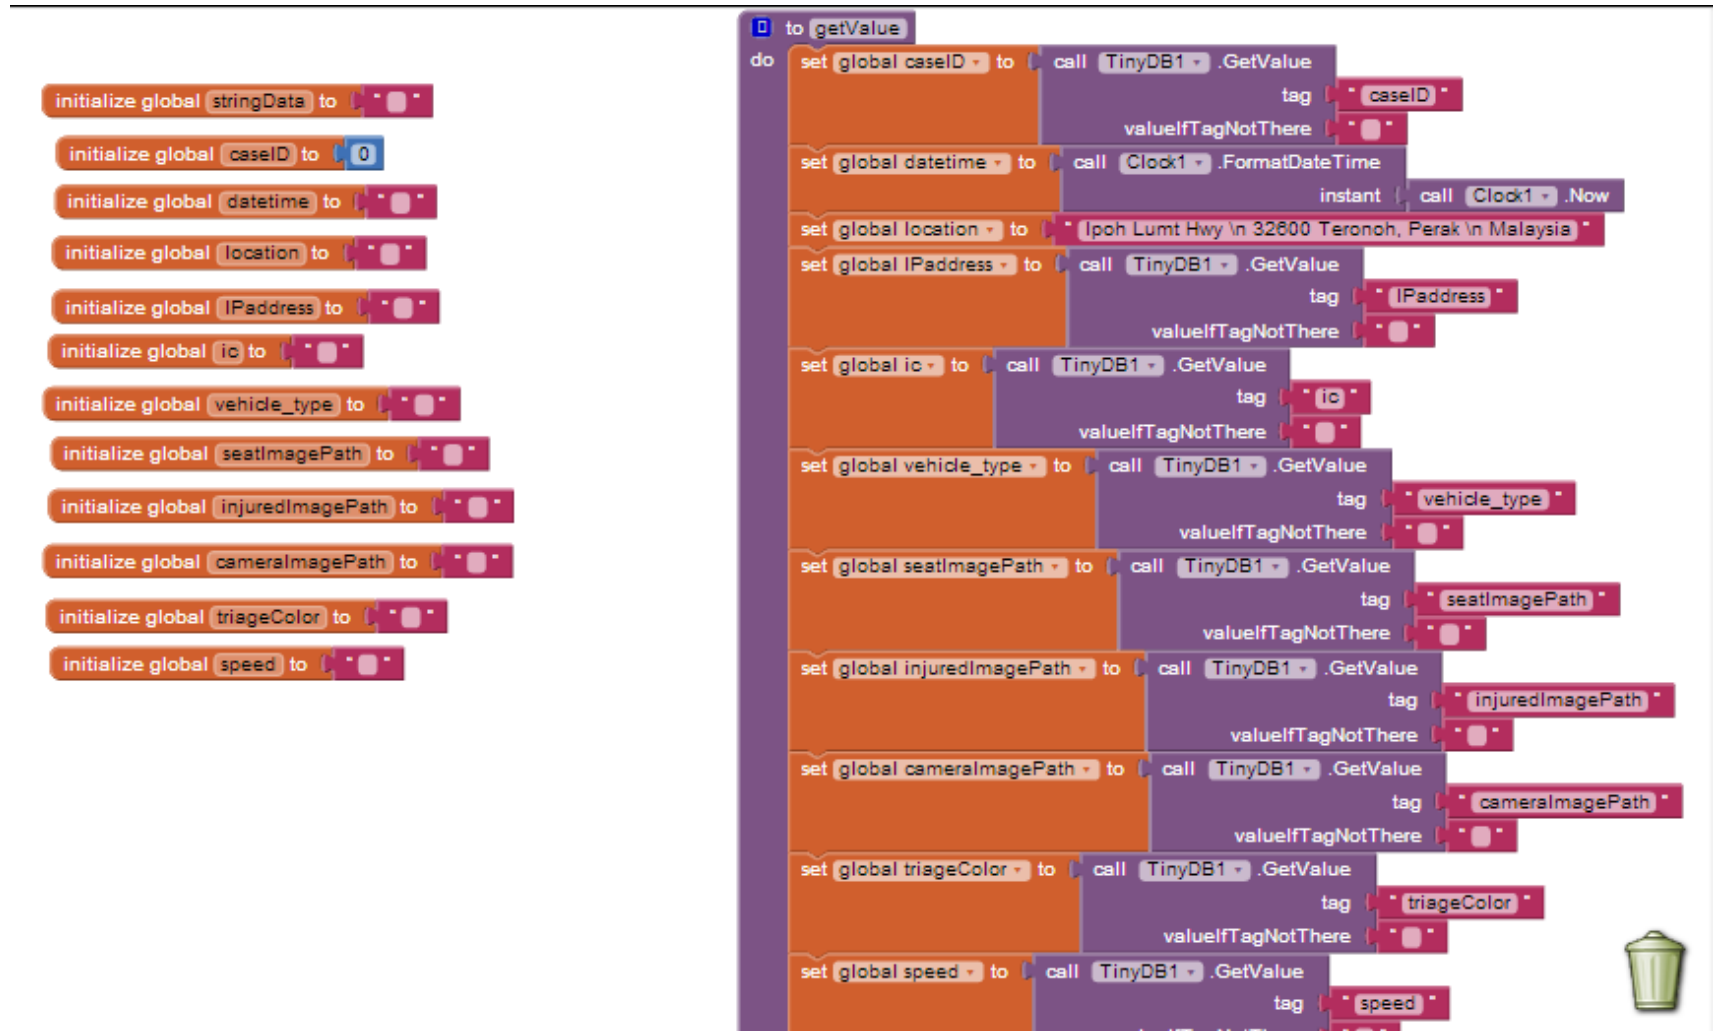 initialize global stringData to " "
initialize global caseID to 0
initialize global datetime to " "
initialize global location to " "
initialize global IPaddress to " "
initialize global ic to " "
initialize global vehicle_type to " "
initialize global seatImagePath to " "
initialize global injuredImagePath to " "
initialize global cameraImagePath to " "
initialize global triageColor to " "
initialize global speed to " "
to getValue
do set global caseID to call TinyDB1 .GetValue
tag " caseID "
valueIfTagNotThere " "
set global datetime to call Clock1 .FormatDateTime
instant call Clock1 .Now
set global location to " Ipoh Lumt Hwy \n 32600 Teronoh, Perak \n Malaysia "
set global IPaddress to call TinyDB1 .GetValue
tag " IPaddress "
valueIfTagNotThere " "
set global ic to call TinyDB1 .GetValue
tag " ic "
valueIfTagNotThere " "
set global vehicle_type to call TinyDB1 .GetValue
tag " vehicle_type "
valueIfTagNotThere " "
set global seatImagePath to call TinyDB1 .GetValue
tag " seatImagePath "
valueIfTagNotThere " "
set global injuredImagePath to call TinyDB1 .GetValue
tag " injuredImagePath "
valueIfTagNotThere " "
set global cameraImagePath to call TinyDB1 .GetValue
tag " cameraImagePath "
valueIfTagNotThere " "
set global triageColor to call TinyDB1 .GetValue
tag " triageColor "
valueIfTagNotThere " "
set global speed to call TinyDB1 .GetValue
tag " speed "